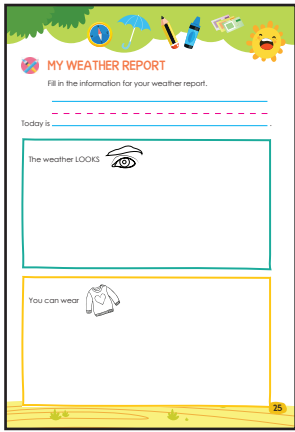 MY WEATHER REPORT
Fill in the information for your weather report.
Today is
The weather LOOKS
You can wear
25